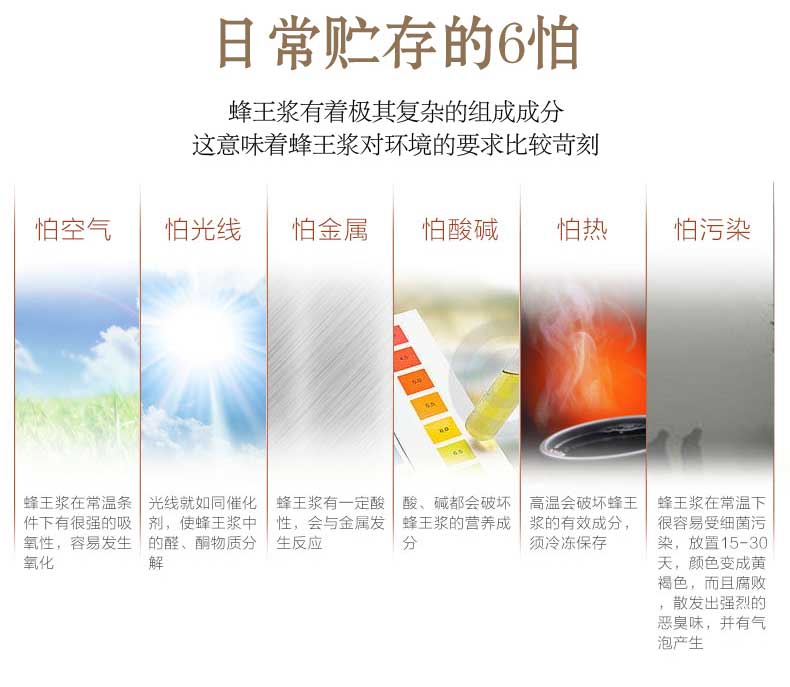 日常贮存的6怕
蜂王浆有着极其复杂的组成成分
这意味着蜂王浆对环境的要求比较苛刻
怕空气
怕光线
怕金属
怕酸碱
怕热
怕污染
5.0
5.5
6.0
6.5
蜂王浆在常温条
件下有很强的吸
氧性，容易发生
氧化
光线就如同催化
剂，使蜂王浆中
的醛、酮物质分
解
蜂王浆有一定酸
性，会与金属发
生反应
酸、碱都会破坏
蜂王浆的营养成
分
高温会破坏蜂王
浆的有效成分，
须冷冻保存
蜂王浆在常温下
很容易受细菌污
染，放置15-30
天，颜色变成黄
褐色，而且腐败
，散发出强烈的
恶臭味，并有气
泡产生